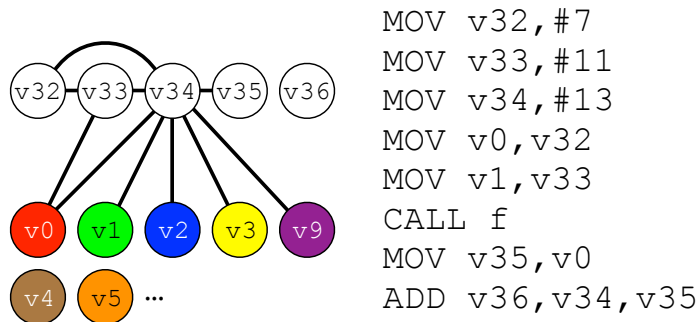 v32 v33 v34 v35 v36
v0 v1 v2 v3 v9
v4 v5 ...
MOV v32,#7
MOV v33,#11
MOV v34,#13
MOV v0,v32
MOV v1,v33
CALL f
MOV v35,v0
ADD v36,v34,v35